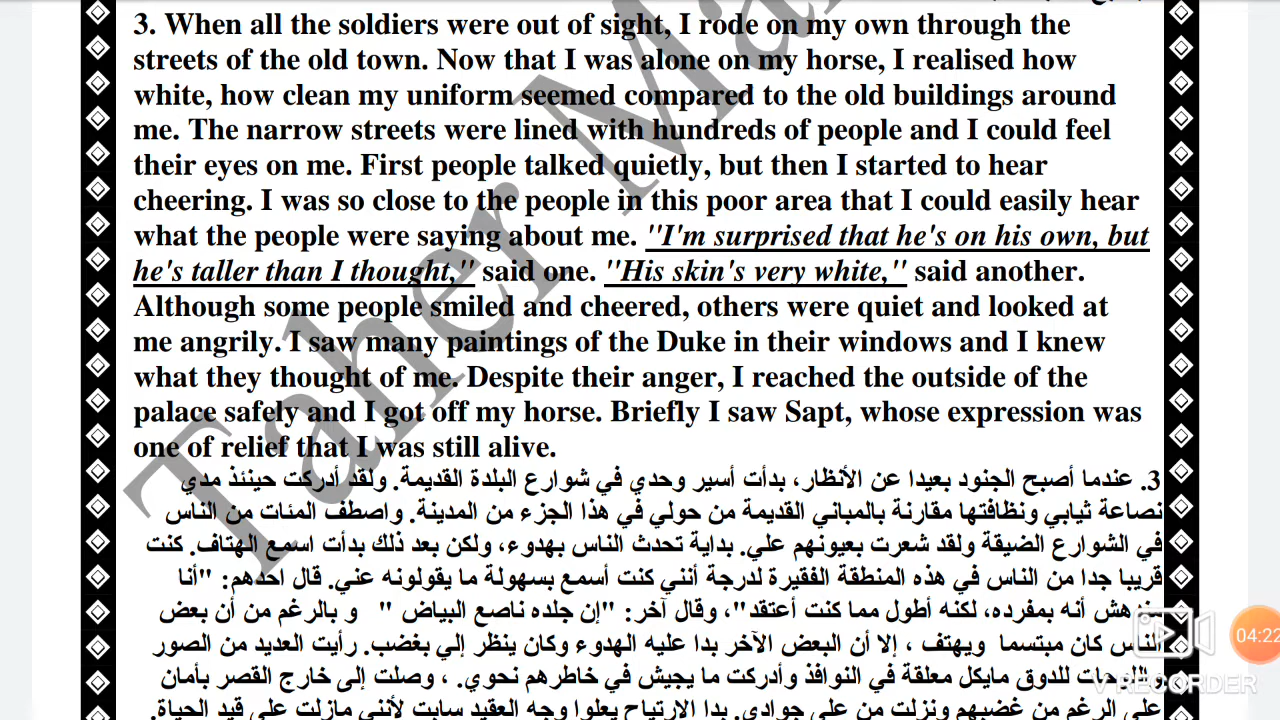 3. When all the soldiers were out of sight, I rode on my own through the
streets of the old town. Now that I was alone on my horse, I realised how
white, how clean my uniform seemed compared to the old buildings around
me. The narrow streets were lined with hundreds of people and I could feel
their eyes on me. First people talked quietly, but then I started to hear
cheering. I was so close to the people in this poor area that I could easily hear
what the people were saying about me. "I'm surprised that he's on his own, but
he's taller than I thought," said one. "His skin's very white," said another.
Although some people smiled and cheered, others were quiet and looked at
me angrily. I saw many paintings of the Duke in their windows and I knew
what they thought of me. Despite their anger, I reached the outside of the
palace safely and I got off my horse. Briefly I saw Sapt, whose expression was
one of relief that I was still alive.
3. عندما أصبح الجنود بعيدا عن الأنظار، بدأت أسير وحدي في شوارع البلدة القديمة. ولقد أدركت حينئذ مدي
نصاعة ثيابي ونظافتها مقارنة بالمباني القديمة من حولي في هذا الجزء من المدينة. واصطف المئات من الناس
في الشوارع الضيقة ولقد شعرت بعيونهم علي. بداية تحدث الناس بهدوء، ولكن بعد ذلك بدأت اسمع الهتاف. كنت
قريبا جدا من الناس في هذه المنطقة الفقيرة لدرجة أنني كنت أسمع بسهولة ما يقولونه عني. قال احدهم: "أنا
أنه بمفرده، لكنه أطول مما كنت أعتقد"، وقال آخر: "إن جلده ناصع البياض " و بالرغم من أن بعض
الناس كان مبتسما ويهتف ، إلا أن البعض الآخر بدا عليه الهدوء وكان ينظر إلي بغضب. رأيت العديد من الصور
للدوق مايكل معلقة في النوافذ وأدركت ما يجيش في خاطرهم نحوي. ، وصلت إلى خارج القصر بأمان
على الرغم من غضبهم ونزلت من على جوادي. بدا الارتياح يعلوا وجه العقيد سابت لأنني مازلت على قيد الحياة.
Taher
04:22
V RECORDER